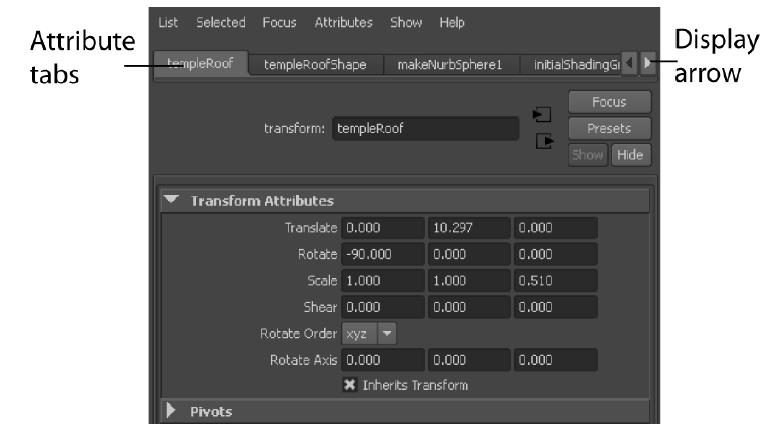 List Selected Focus Attributes Show Help
Attribute tabs
Display arrow
templeRoof templeRoofShape makeNurbSphere1 initialShadingGr
Focus
transform: templeRoof
Presets
Show Hide
Transform Attributes
Translate 0.000 10.297 0.000
Rotate -90.000 0.000 0.000
Scale 1.000 1.000 0.510
Shear 0.000 0.000 0.000
Rotate Order xyz
Rotate Axis 0.000 0.000 0.000
Inherits Transform
Pivots